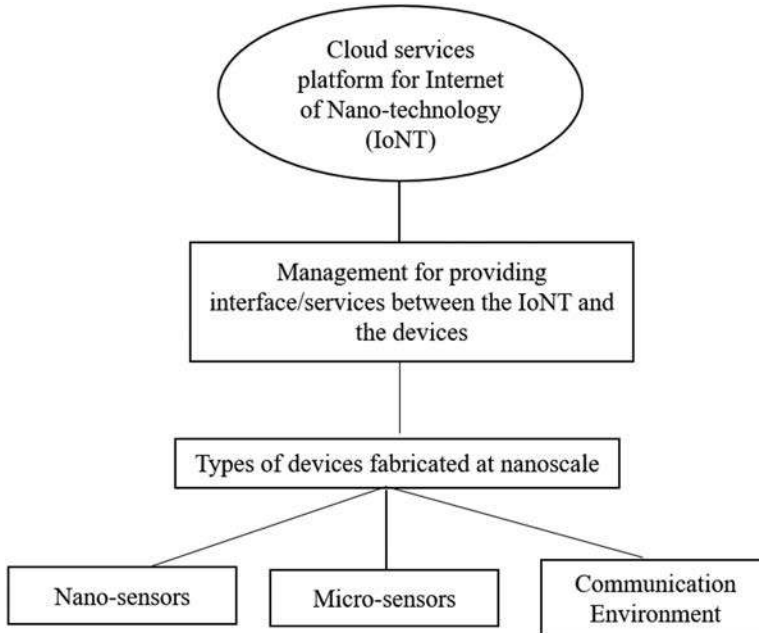 Cloud services
platform for Internet
of Nano-technology
(IoNT)
Management for providing
interface/services between the IoNT and
the devices
Types of devices fabricated at nanoscale
Nano-sensors
Micro-sensors
Communication
Environment